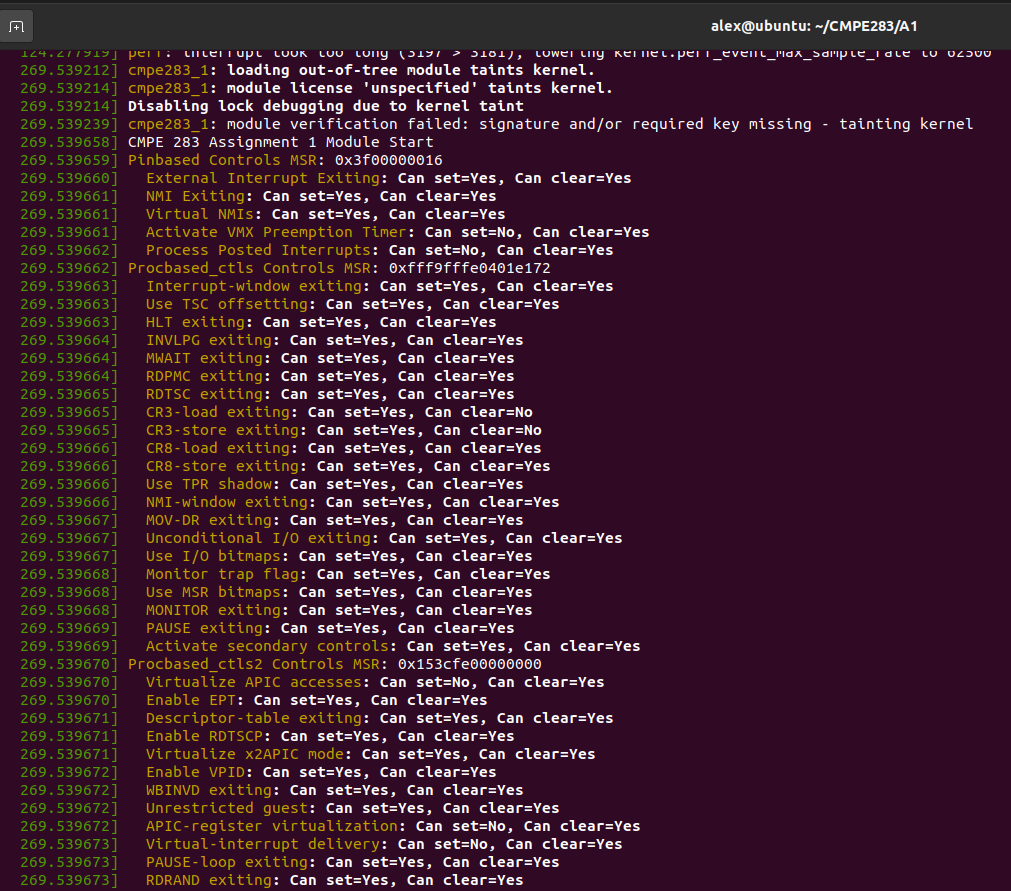 alex@ubuntu: ~/CMPE283/A1
124.277919] perf: interrupt took too long (3197 > 3181), lowering kernel.perf_event_max_sample_rate to 62500
269.539212] cmpe283_1: loading out-of-tree module taints kernel.
269.539214] cmpe283_1: module license 'unspecified' taints kernel.
269.539214] Disabling lock debugging due to kernel taint
269.539239] cmpe283_1: module verification failed: signature and/or required key missing - tainting kernel
269.539658] CMPE 283 Assignment 1 Module Start
269.539659] Pinbased Controls MSR: 0x3f00000016
269.539660]   External Interrupt Exiting: Can set=Yes, Can clear=Yes
269.539661]   NMI Exiting: Can set=Yes, Can clear=Yes
269.539661]   Virtual NMIs: Can set=Yes, Can clear=Yes
269.539661]   Activate VMX Preemption Timer: Can set=No, Can clear=Yes
269.539662]   Process Posted Interrupts: Can set=No, Can clear=Yes
269.539662] Procbased_ctls Controls MSR: 0xfff9fffe0401e172
269.539663]   Interrupt-window exiting: Can set=Yes, Can clear=Yes
269.539663]   Use TSC offsetting: Can set=Yes, Can clear=Yes
269.539663]   HLT exiting: Can set=Yes, Can clear=Yes
269.539664]   INVLPG exiting: Can set=Yes, Can clear=Yes
269.539664]   MWAIT exiting: Can set=Yes, Can clear=Yes
269.539664]   RDPMC exiting: Can set=Yes, Can clear=Yes
269.539665]   RDTSC exiting: Can set=Yes, Can clear=Yes
269.539665]   CR3-load exiting: Can set=Yes, Can clear=No
269.539665]   CR3-store exiting: Can set=Yes, Can clear=No
269.539666]   CR8-load exiting: Can set=Yes, Can clear=Yes
269.539666]   CR8-store exiting: Can set=Yes, Can clear=Yes
269.539666]   Use TPR shadow: Can set=Yes, Can clear=Yes
269.539666]   NMI-window exiting: Can set=Yes, Can clear=Yes
269.539667]   MOV-DR exiting: Can set=Yes, Can clear=Yes
269.539667]   Unconditional I/O exiting: Can set=Yes, Can clear=Yes
269.539667]   Use I/O bitmaps: Can set=Yes, Can clear=Yes
269.539668]   Monitor trap flag: Can set=Yes, Can clear=Yes
269.539668]   Use MSR bitmaps: Can set=Yes, Can clear=Yes
269.539668]   MONITOR exiting: Can set=Yes, Can clear=Yes
269.539669]   PAUSE exiting: Can set=Yes, Can clear=Yes
269.539669]   Activate secondary controls: Can set=Yes, Can clear=Yes
269.539670] Procbased_ctls2 Controls MSR: 0x153cfe00000000
269.539670]   Virtualize APIC accesses: Can set=No, Can clear=Yes
269.539670]   Enable EPT: Can set=Yes, Can clear=Yes
269.539671]   Descriptor-table exiting: Can set=Yes, Can clear=Yes
269.539671]   Enable RDTSCP: Can set=Yes, Can clear=Yes
269.539671]   Virtualize x2APIC mode: Can set=Yes, Can clear=Yes
269.539672]   Enable VPID: Can set=Yes, Can clear=Yes
269.539672]   WBINVD exiting: Can set=Yes, Can clear=Yes
269.539672]   Unrestricted guest: Can set=Yes, Can clear=Yes
269.539672]   APIC-register virtualization: Can set=No, Can clear=Yes
269.539673]   Virtual-interrupt delivery: Can set=No, Can clear=Yes
269.539673]   PAUSE-loop exiting: Can set=Yes, Can clear=Yes
269.539673]   RDRAND exiting: Can set=Yes, Can clear=Yes